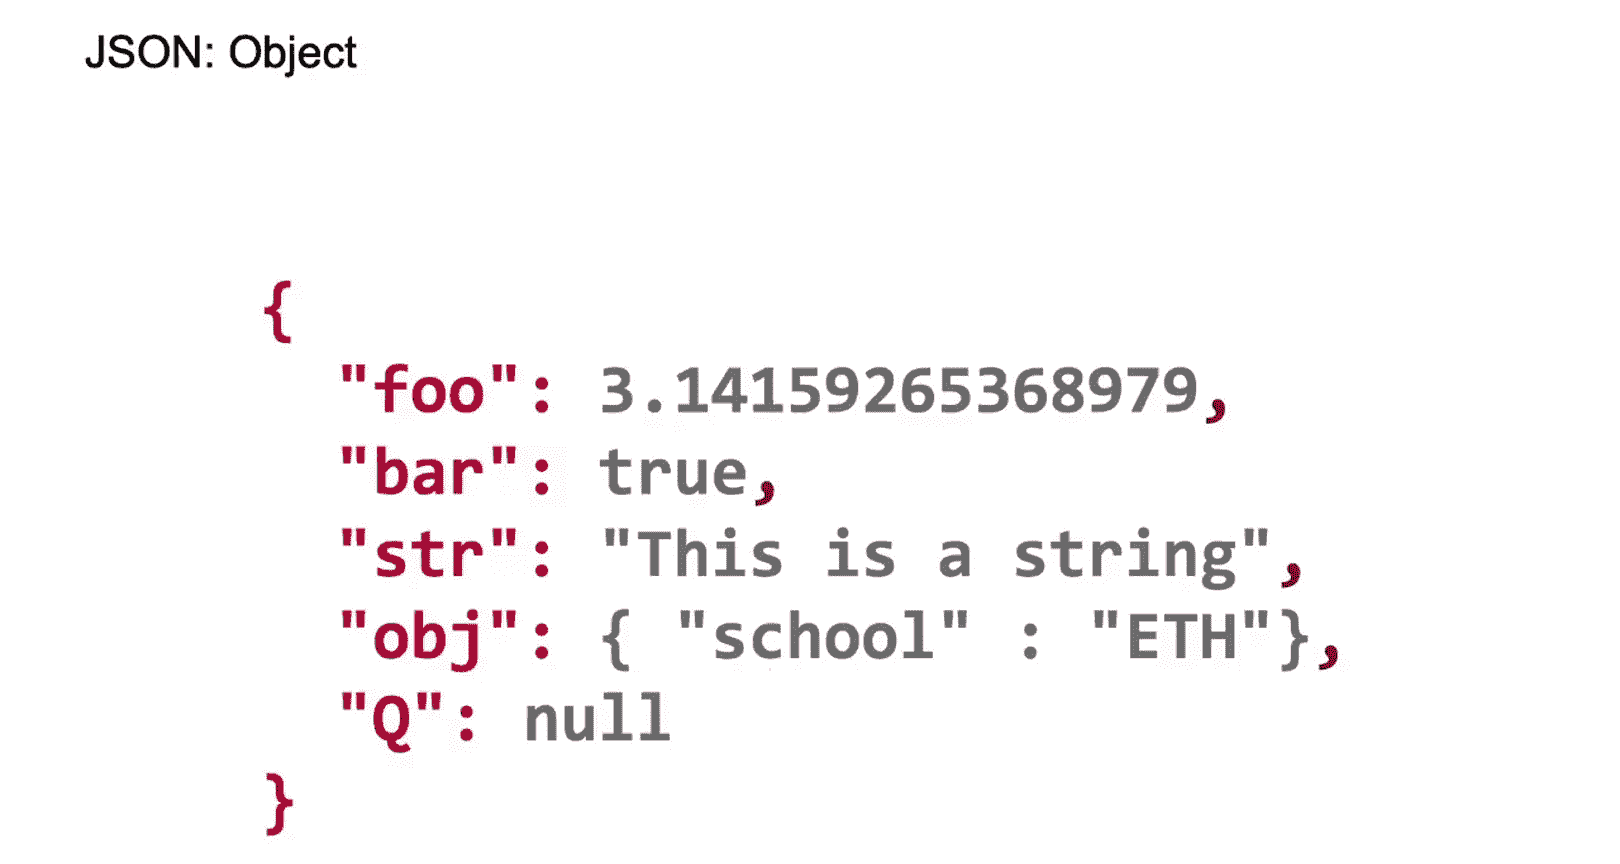 JSON: Object
{
"foo": 3.14159265368979,
"bar": true,
"str": "This is a string",
"obj": { "school" : "ETH"},
"Q": null
}